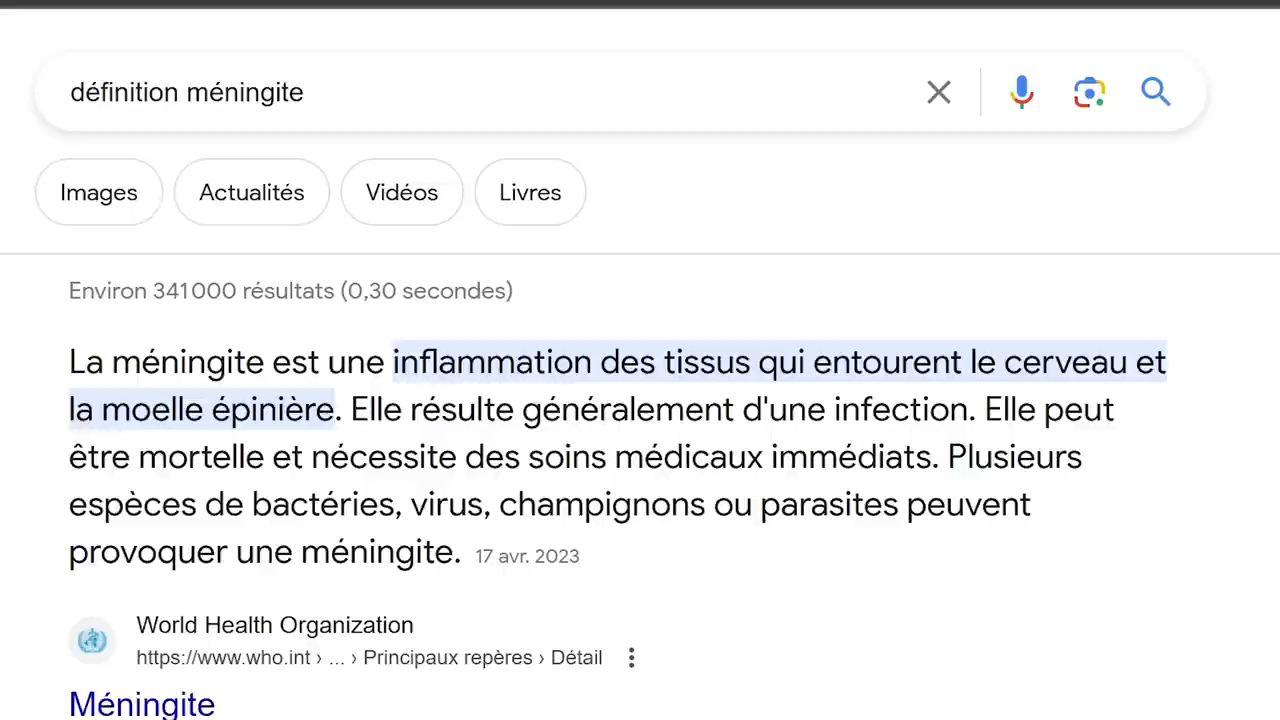 définition méningite
Images
Actualités
Vidéos
Livres
Environ 341 000 résultats (0,30 secondes)
La méningite est une inflammation des tissus qui entourent le cerveau et
la moelle épinière. Elle résulte généralement d'une infection. Elle peut
être mortelle et nécessite des soins médicaux immédiats. Plusieurs
espèces de bactéries, virus, champignons ou parasites peuvent
provoquer une méningite. 17 avr. 2023
World Health Organization
https://www.who.int › ... › Principaux repères › Détail
Méningite